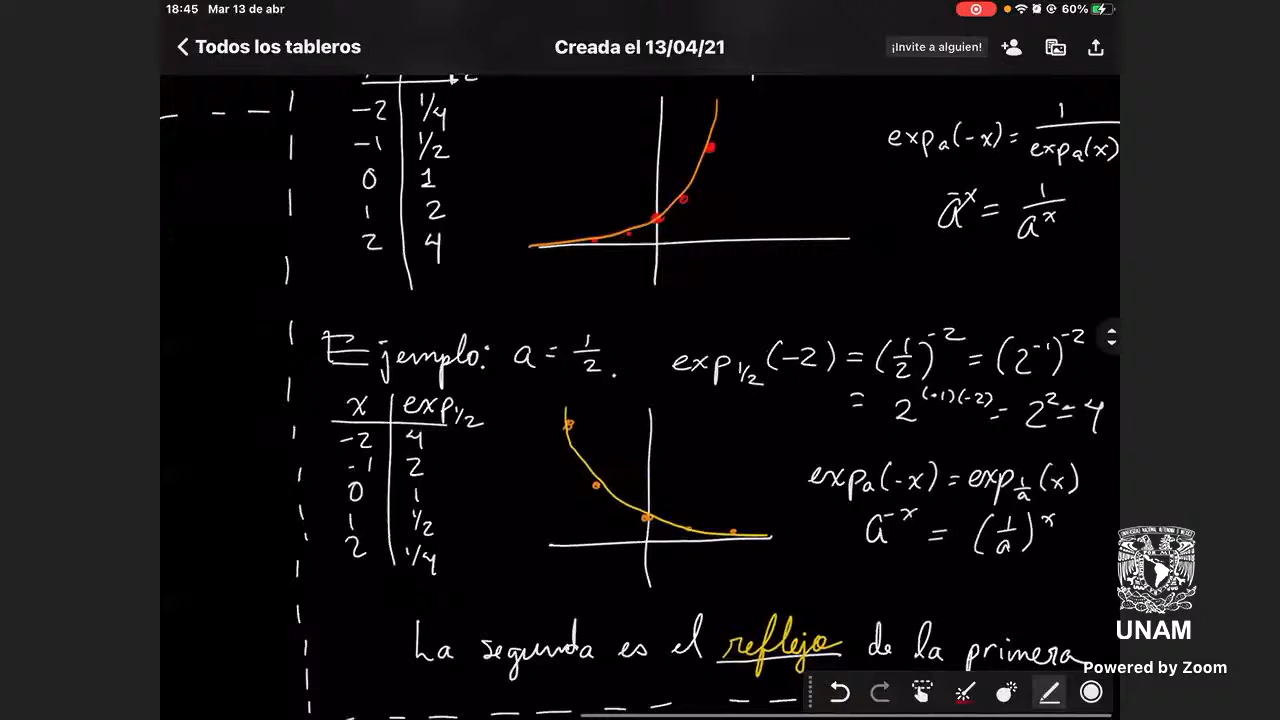 18:45 Mar 13 de abr 60%
Todos los tableros
Creada el 13/04/21
¡Invite a alguien!
-2 1/4
-1 1/2
0 1
1 2
2 4
expₐ(-x) = 1/expₐ(x)
a⁻ˣ = 1/aˣ
Ejemplo: a = 1/2.
exp₁/₂(-2) = (1/2)⁻² = (2⁻¹)⁻²
= 2⁽⁻¹⁾⁽⁻²⁾ = 2² = 4
x exp₁/₂
-2 4
-1 2
0 1
1 1/2
2 1/4
expₐ(-x) = exp₁/ₐ(x)
a⁻ˣ = (1/a)ˣ
La segunda es el reflejo de la primera
UNAM
Powered by Zoom